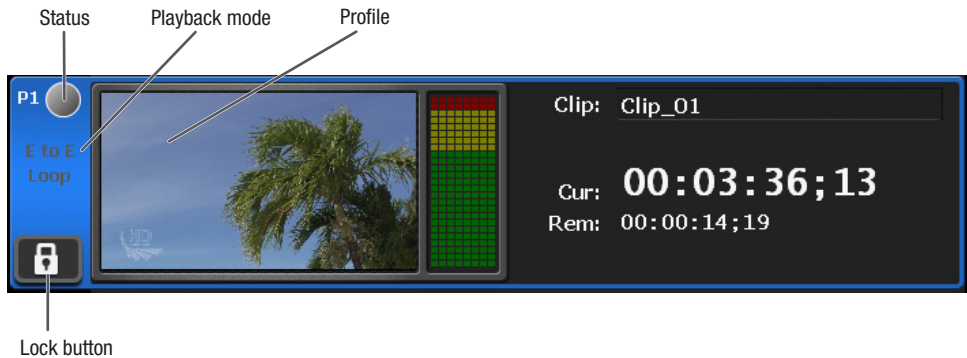 Status
Playback mode
Profile
P1
E to E
Loop
HD
Clip: Clip_01
Cur: 00:03:36;13
Rem: 00:00:14;19
Lock button